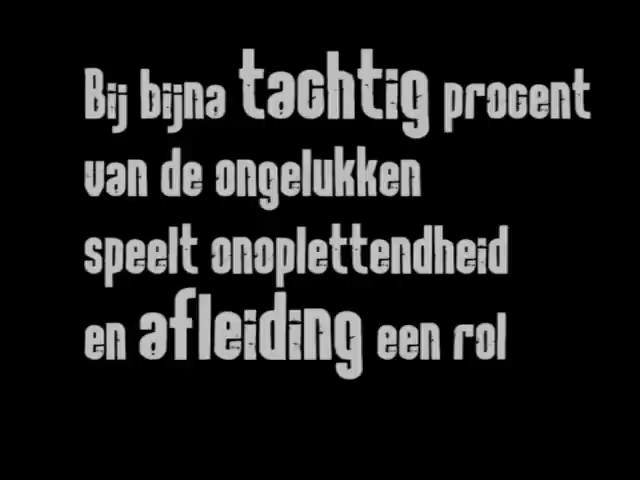 Bij bijna tachtig procent
van de ongelukken
speelt onoplettendheid
en afleiding een rol